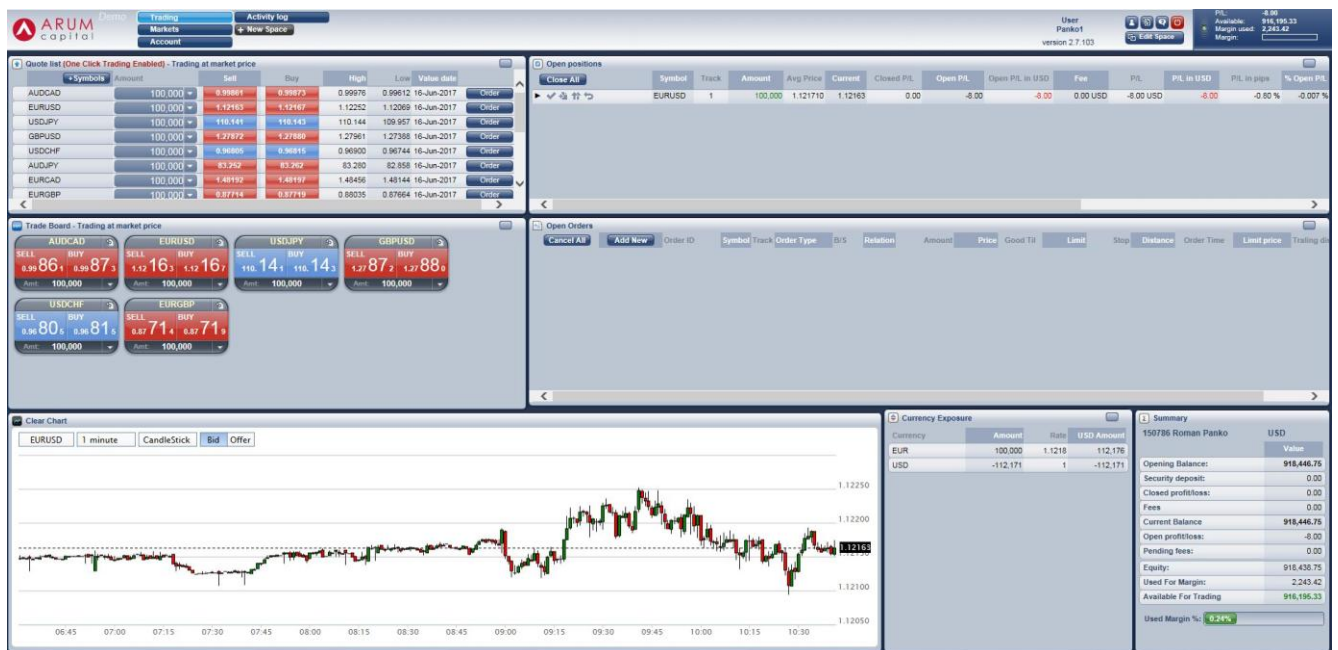 ARUM
capital
Demo
Trading
Markets
Account
Activity log
+ New Space
User
Panko1
version 2.7.103
Edit Space
P/L: -8.00
Available: 916,195.33
Margin used: 2,243.42
Margin:
Quote list (One Click Trading Enabled) - Trading at market price
+Symbols Amount Sell Buy High Low Value date
AUDCAD 100,000 0.99861 0.99873 0.99976 0.99612 16-Jun-2017 Order
EURUSD 100,000 1.12163 1.12167 1.12252 1.12069 16-Jun-2017 Order
USDJPY 100,000 110.141 110.143 110.144 109.957 16-Jun-2017 Order
GBPUSD 100,000 1.27872 1.27880 1.27961 1.27388 16-Jun-2017 Order
USDCHF 100,000 0.96805 0.96815 0.96900 0.96744 16-Jun-2017 Order
AUDJPY 100,000 83.252 83.262 83.280 82.858 16-Jun-2017 Order
EURCAD 100,000 1.48192 1.48197 1.48456 1.48144 16-Jun-2017 Order
EURGBP 100,000 0.87714 0.87719 0.88035 0.87664 16-Jun-2017 Order
Open positions
Close All Symbol Track Amount Avg Price Current Closed P/L Open P/L Open P/L in USD Fee P/L P/L in USD P/L in pips % Open P/L
EURUSD 1 100,000 1.121710 1.12163 0.00 -8.00 -8.00 0.00 USD -8.00 USD -8.00 -0.80 % -0.007 %
Trade Board - Trading at market price
AUDCAD EURUSD USDJPY GBPUSD
SELL BUY SELL BUY SELL BUY SELL BUY
0.99 86 1 0.99 87 3 1.12 16 3 1.12 16 7 110. 14 1 110. 14 3 1.27 87 2 1.27 88 0
Amt: 100,000 Amt: 100,000 Amt: 100,000 Amt: 100,000
USDCHF EURGBP
SELL BUY SELL BUY
0.96 80 5 0.96 81 5 0.87 71 4 0.87 71 9
Amt: 100,000 Amt: 100,000
Open Orders
Cancel All Add New Order ID Symbol Track Order Type B/S Relation Amount Price Good Til Limit Stop Distance Order Time Limit price Traling di
Clear Chart
EURUSD 1 minute CandleStick Bid Offer
1.12250
1.12200
1.12163
1.12100
1.12050
06:45 07:00 07:15 07:30 07:45 08:00 08:15 08:30 08:45 09:00 09:15 09:30 09:45 10:00 10:15 10:30
Currency Exposure
Currency Amount Rate USD Amount
EUR 100,000 1.1218 112,176
USD -112,171 1 -112,171
Summary
150786 Roman Panko USD
Value
Opening Balance: 918,446.75
Security deposit: 0.00
Closed profit/loss: 0.00
Fees 0.00
Current Balance 918,446.75
Open profit/loss: -8.00
Pending fees: 0.00
Equity: 918,438.75
Used For Margin: 2,243.42
Available For Trading 916,195.33
Used Margin %: 0.24%